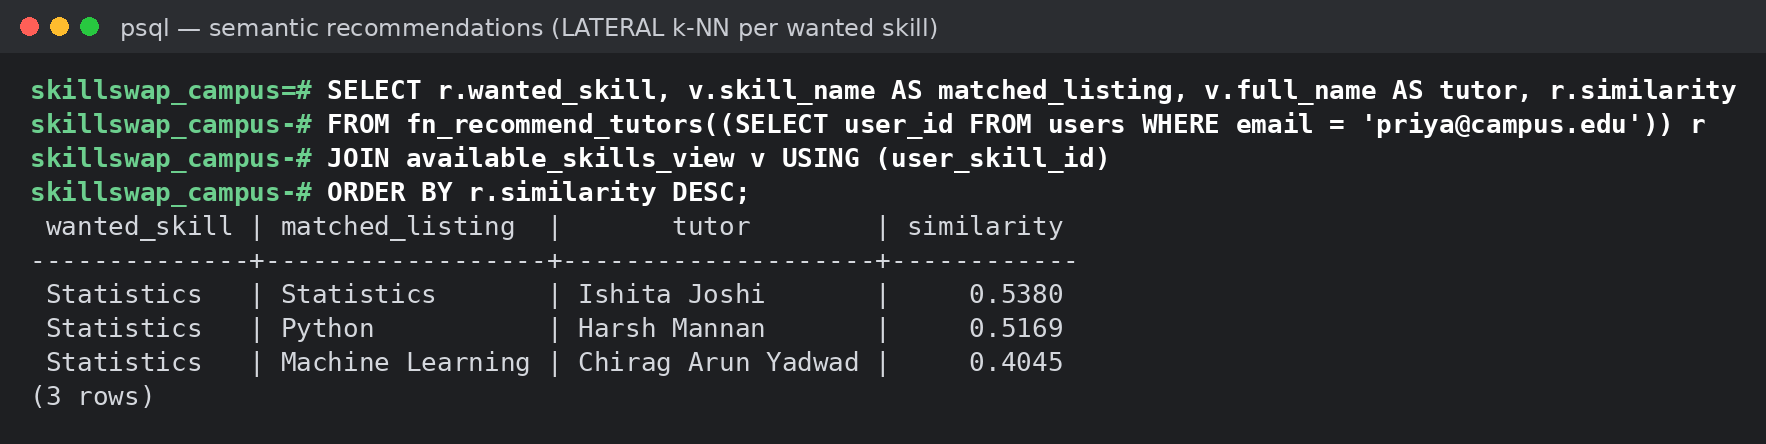 psql — semantic recommendations (LATERAL k-NN per wanted skill)
skillswap_campus=# SELECT r.wanted_skill, v.skill_name AS matched_listing, v.full_name AS tutor, r.similarity
skillswap_campus-# FROM fn_recommend_tutors((SELECT user_id FROM users WHERE email = 'priya@campus.edu')) r
skillswap_campus-# JOIN available_skills_view v USING (user_skill_id)
skillswap_campus-# ORDER BY r.similarity DESC;
 wanted_skill | matched_listing  |       tutor        | similarity
--------------+------------------+--------------------+------------
 Statistics   | Statistics       | Ishita Joshi       |     0.5380
 Statistics   | Python           | Harsh Mannan       |     0.5169
 Statistics   | Machine Learning | Chirag Arun Yadwad |     0.4045
(3 rows)